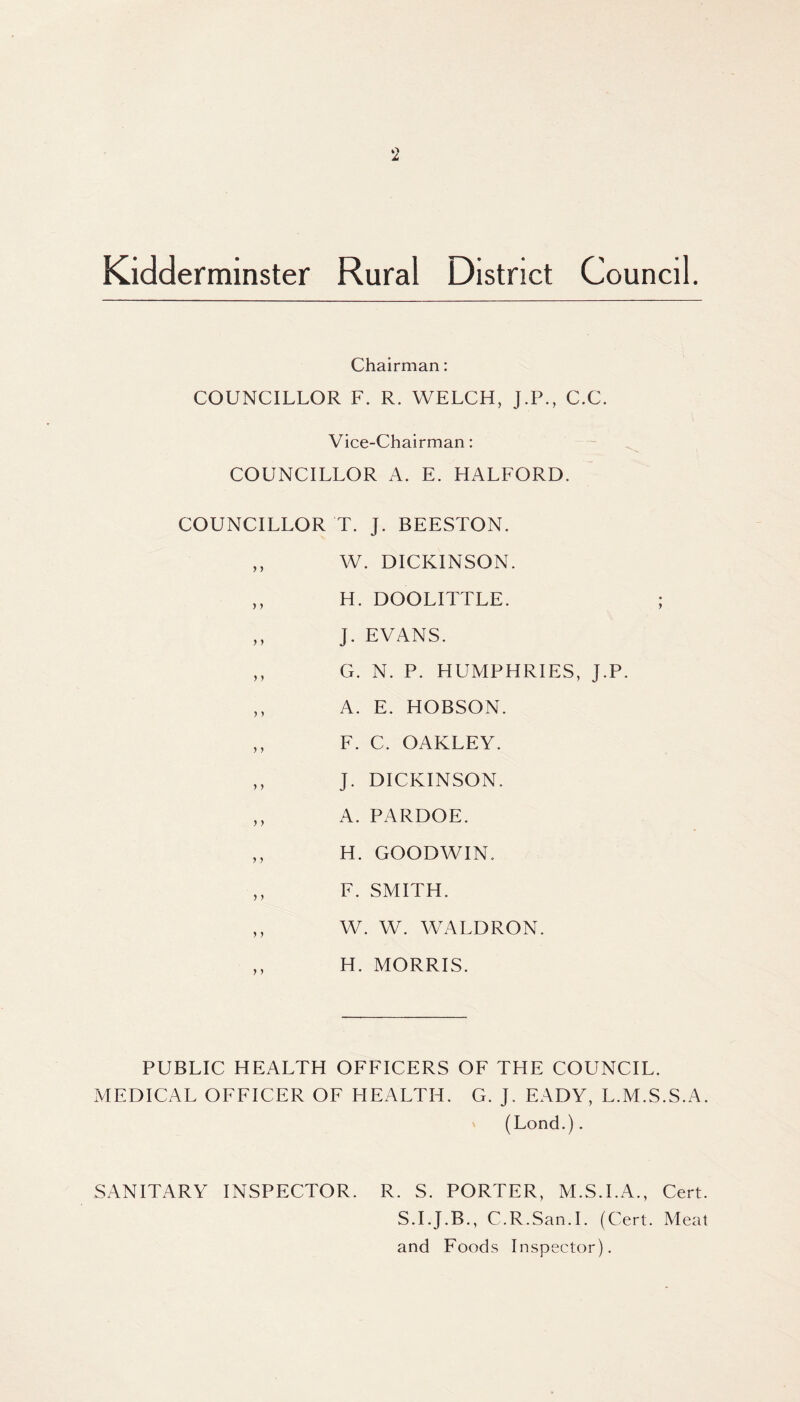 2
Kidderminster Rural District Council.
Chairman:
COUNCILLOR F. R. WELCH, J.P., C.C.
Vice-Chairman:
COUNCILLOR A. E. HALFORD.
COUNCILLOR T. J. BEESTON.
,, W. DICKINSON.
,, H. DOOLITTLE. ;
,, J. EVANS.
,, G. N. P. HUMPHRIES, J.P.
,, A. E. HOBSON.
,, F. C. OAKLEY.
,, J. DICKINSON.
,, A. PARDOE.
,, H. GOODWIN.
,, F. SMITH.
,, W. W. WALDRON.
,, H. MORRIS.
PUBLIC HEALTH OFFICERS OF THE COUNCIL.
MEDICAL OFFICER OF HEALTH. G. J. EADY, L.M.S.S.A.
(Lond.).
SANITARY INSPECTOR. R. S. PORTER, M.S.I.A., Cert.
S.I.J.B., C.R.San.I. (Cert. Meat
and Foods Inspector).